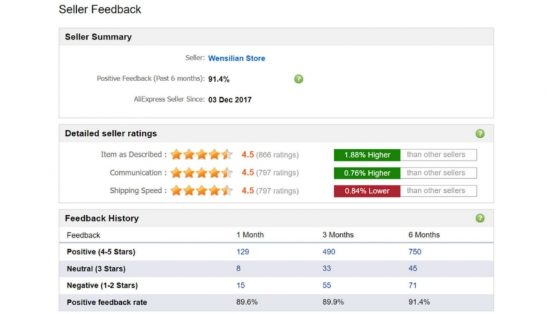 Seller Feedback
Seller Summary
Seller: Wensilian Store
Positive Feedback (Past 6 months): 91.4%
AliExpress Seller Since: 03 Dec 2017
Detailed seller ratings
Item as Described : 4.5 (866 ratings) 1.88% Higher than other sellers
Communication : 4.5 (797 ratings) 0.76% Higher than other sellers
Shipping Speed : 4.5 (797 ratings) 0.84% Lower than other sellers
Feedback History
Feedback 1 Month 3 Months 6 Months
Positive (4-5 Stars) 129 490 750
Neutral (3 Stars) 8 33 45
Negative (1-2 Stars) 15 55 71
Positive feedback rate 89.6% 89.9% 91.4%